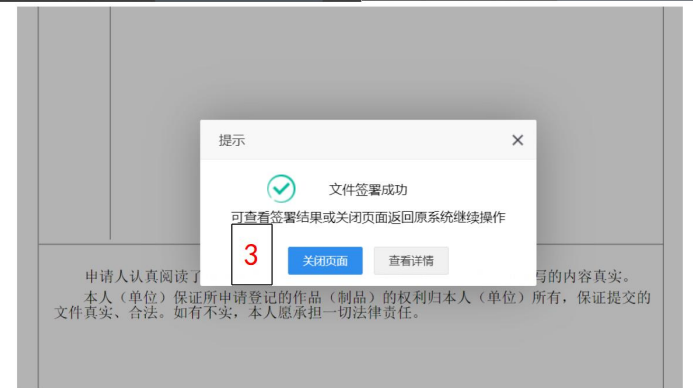 提示
文件签署成功
可查看签署结果或关闭页面返回原系统继续操作
3
关闭页面 查看详情
申请人认真阅读了
写的内容真实。
本人（单位）保证所申请登记的作品（制品）的权利归本人（单位）所有，保证提交的
文件真实、合法。如有不实，本人愿承担一切法律责任。